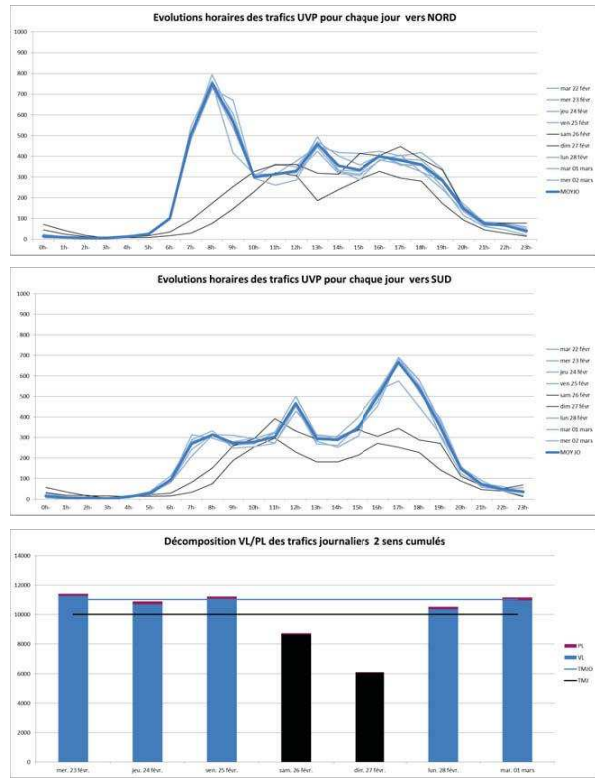 Evolutions horaires des trafics UVP pour chaque jour vers NORD
1000
900
800
700
600
500
400
300
200
100
0
0h 1h 2h 3h 4h 5h 6h 7h 8h 9h 10h 11h 12h 13h 14h 15h 16h 17h 18h 19h 20h 21h 22h 23h
mar 22 févr
mer 23 févr
jeu 24 févr
ven 25 févr
sam 26 févr
dim 27 févr
lun 28 févr
mar 01 mars
mer 02 mars
MOYJO
Evolutions horaires des trafics UVP pour chaque jour vers SUD
1000
900
800
700
600
500
400
300
200
100
0
0h 1h 2h 3h 4h 5h 6h 7h 8h 9h 10h 11h 12h 13h 14h 15h 16h 17h 18h 19h 20h 21h 22h 23h
mar 22 févr
mer 23 févr
jeu 24 févr
ven 25 févr
sam 26 févr
dim 27 févr
lun 28 févr
mar 01 mars
mer 02 mars
MOY JO
Décomposition VL/PL des trafics journaliers 2 sens cumulés
14000
12000
10000
8000
6000
4000
2000
0
mer. 23 févr. jeu. 24 févr. ven. 25 févr. sam. 26 févr. dim. 27 févr. lun. 28 févr. mar. 01 mars
PL
VL
TMJO
TMJ